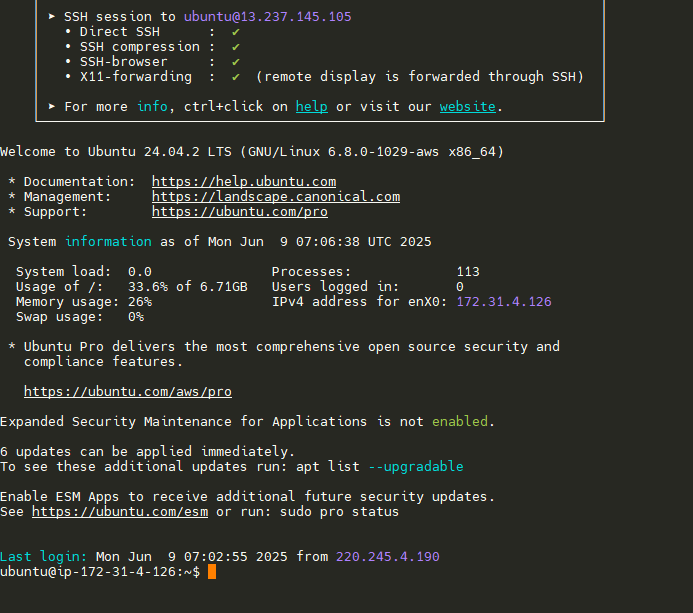 ➤ SSH session to ubuntu@13.237.145.105
• Direct SSH      :  ✔
• SSH compression :  ✔
• SSH-browser     :  ✔
• X11-forwarding  :  ✔  (remote display is forwarded through SSH)
➤ For more info, ctrl+click on help or visit our website.
Welcome to Ubuntu 24.04.2 LTS (GNU/Linux 6.8.0-1029-aws x86_64)
* Documentation:  https://help.ubuntu.com
* Management:     https://landscape.canonical.com
* Support:        https://ubuntu.com/pro
System information as of Mon Jun  9 07:06:38 UTC 2025
System load:  0.0               Processes:             113
Usage of /:   33.6% of 6.71GB   Users logged in:       0
Memory usage: 26%               IPv4 address for enX0: 172.31.4.126
Swap usage:   0%
* Ubuntu Pro delivers the most comprehensive open source security and
compliance features.
https://ubuntu.com/aws/pro
Expanded Security Maintenance for Applications is not enabled.
6 updates can be applied immediately.
To see these additional updates run: apt list --upgradable
Enable ESM Apps to receive additional future security updates.
See https://ubuntu.com/esm or run: sudo pro status
Last login: Mon Jun  9 07:02:55 2025 from 220.245.4.190
ubuntu@ip-172-31-4-126:~$